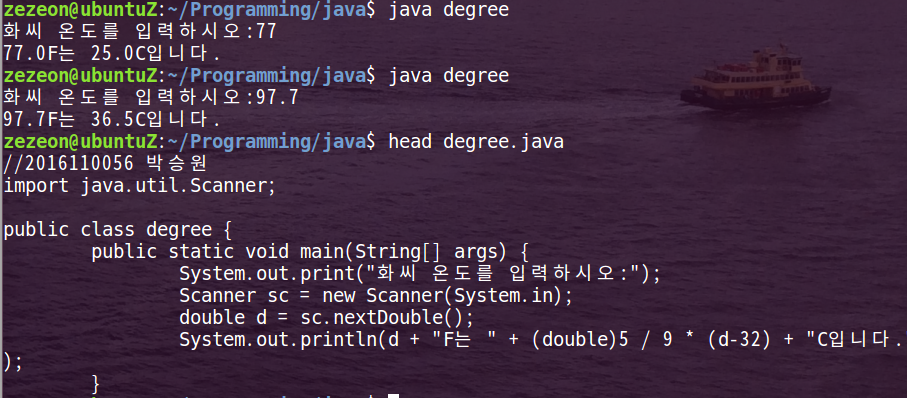 zezeon@ubuntuZ:~/Programming/java$ java degree
화씨 온도를 입력하시오:77
77.0F는 25.0C입니다.
zezeon@ubuntuZ:~/Programming/java$ java degree
화씨 온도를 입력하시오:97.7
97.7F는 36.5C입니다.
zezeon@ubuntuZ:~/Programming/java$ head degree.java
//2016110056 박승원
import java.util.Scanner;
public class degree {
public static void main(String[] args) {
System.out.print("화씨 온도를 입력하시오:");
Scanner sc = new Scanner(System.in);
double d = sc.nextDouble();
System.out.println(d + "F는 " + (double)5 / 9 * (d-32) + "C입니다.
);
}